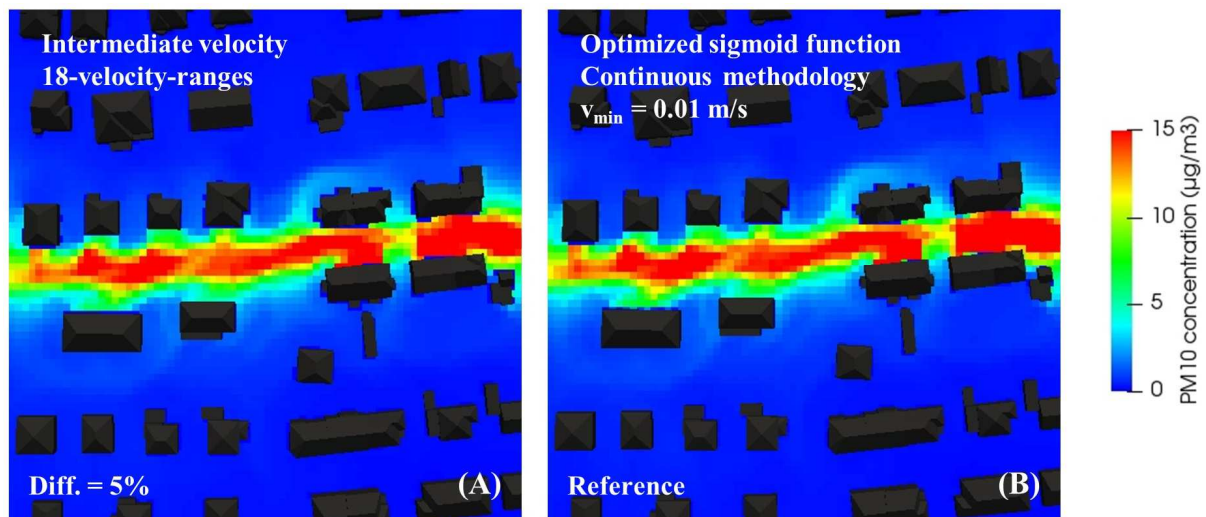 Intermediate velocity
18-velocity-ranges
Diff. = 5%
(A)
Optimized sigmoid function
Continuous methodology
v_min = 0.01 m/s
Reference
(B)
15
10
5
0
PM10 concentration (µg/m3)